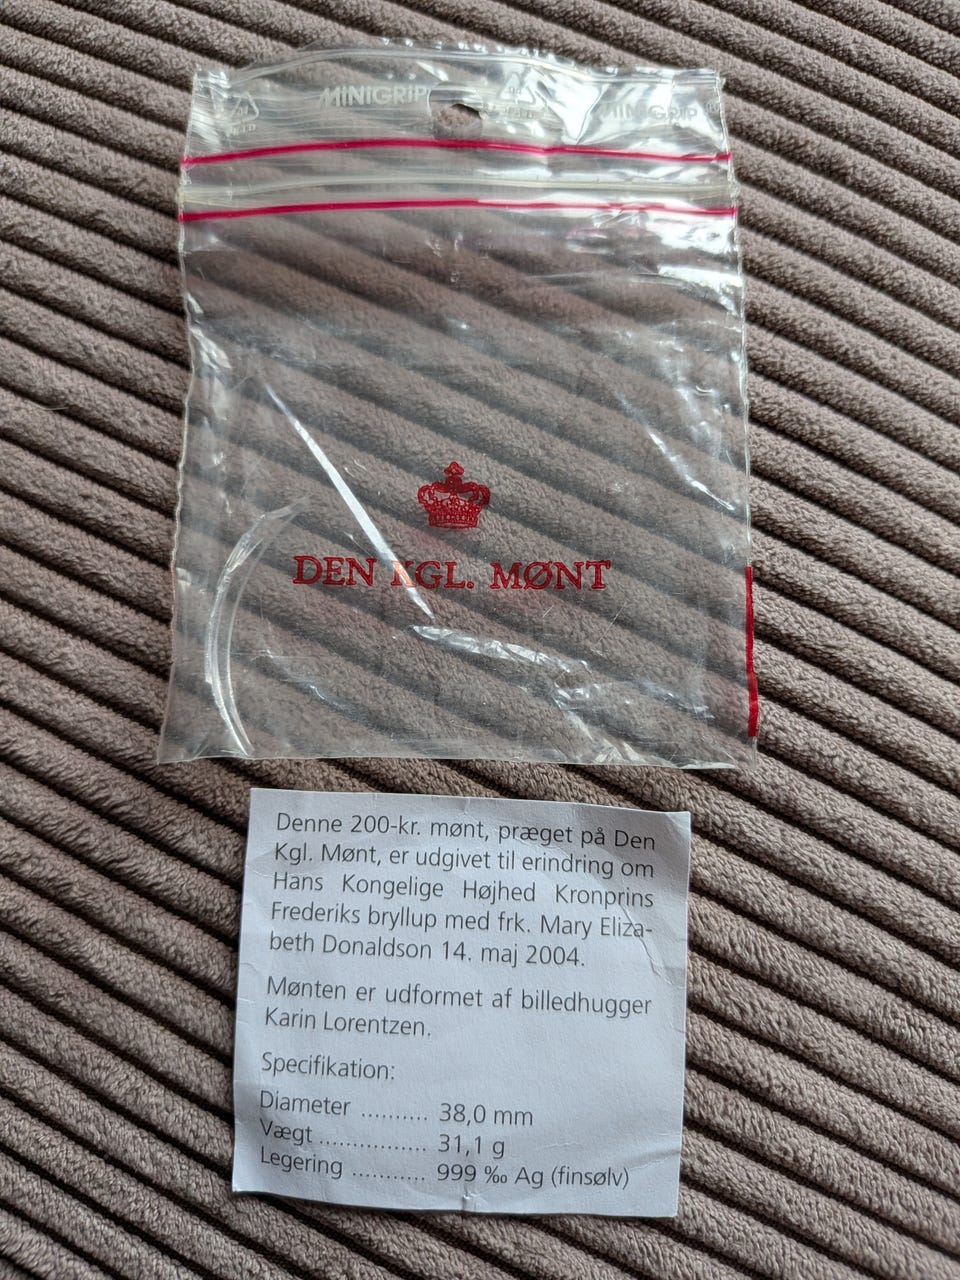 MINIGRIP
MINIGRIP
DEN KGL. MØNT
Denne 200-kr. mønt, præget på Den
Kgl. Mønt, er udgivet til erindring om
Hans Kongelige Højhed Kronprins
Frederiks bryllup med frk. Mary Eliza-
beth Donaldson 14. maj 2004.
Mønten er udformet af billedhugger
Karin Lorentzen.
Specifikation:
Diameter .......... 38,0 mm
Vægt ................ 31,1 g
Legering ........... 999 ‰ Ag (finsølv)